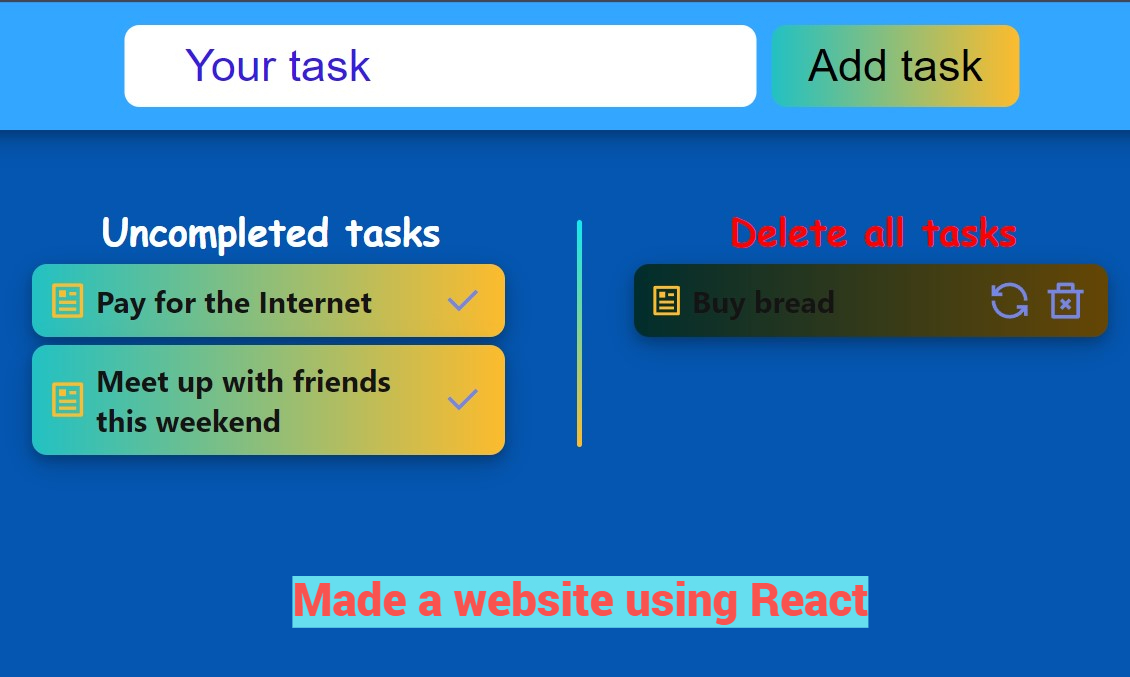 Your task
Add task
Uncompleted tasks
Pay for the Internet
Meet up with friends
this weekend
Delete all tasks
Buy bread
Made a website using React